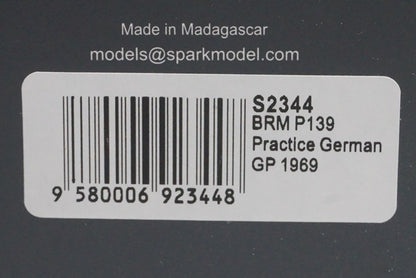 Made in Madagascar
models@sparkmodel.com
S2344
BRM P139
Practice German
GP 1969
9 580006 923448